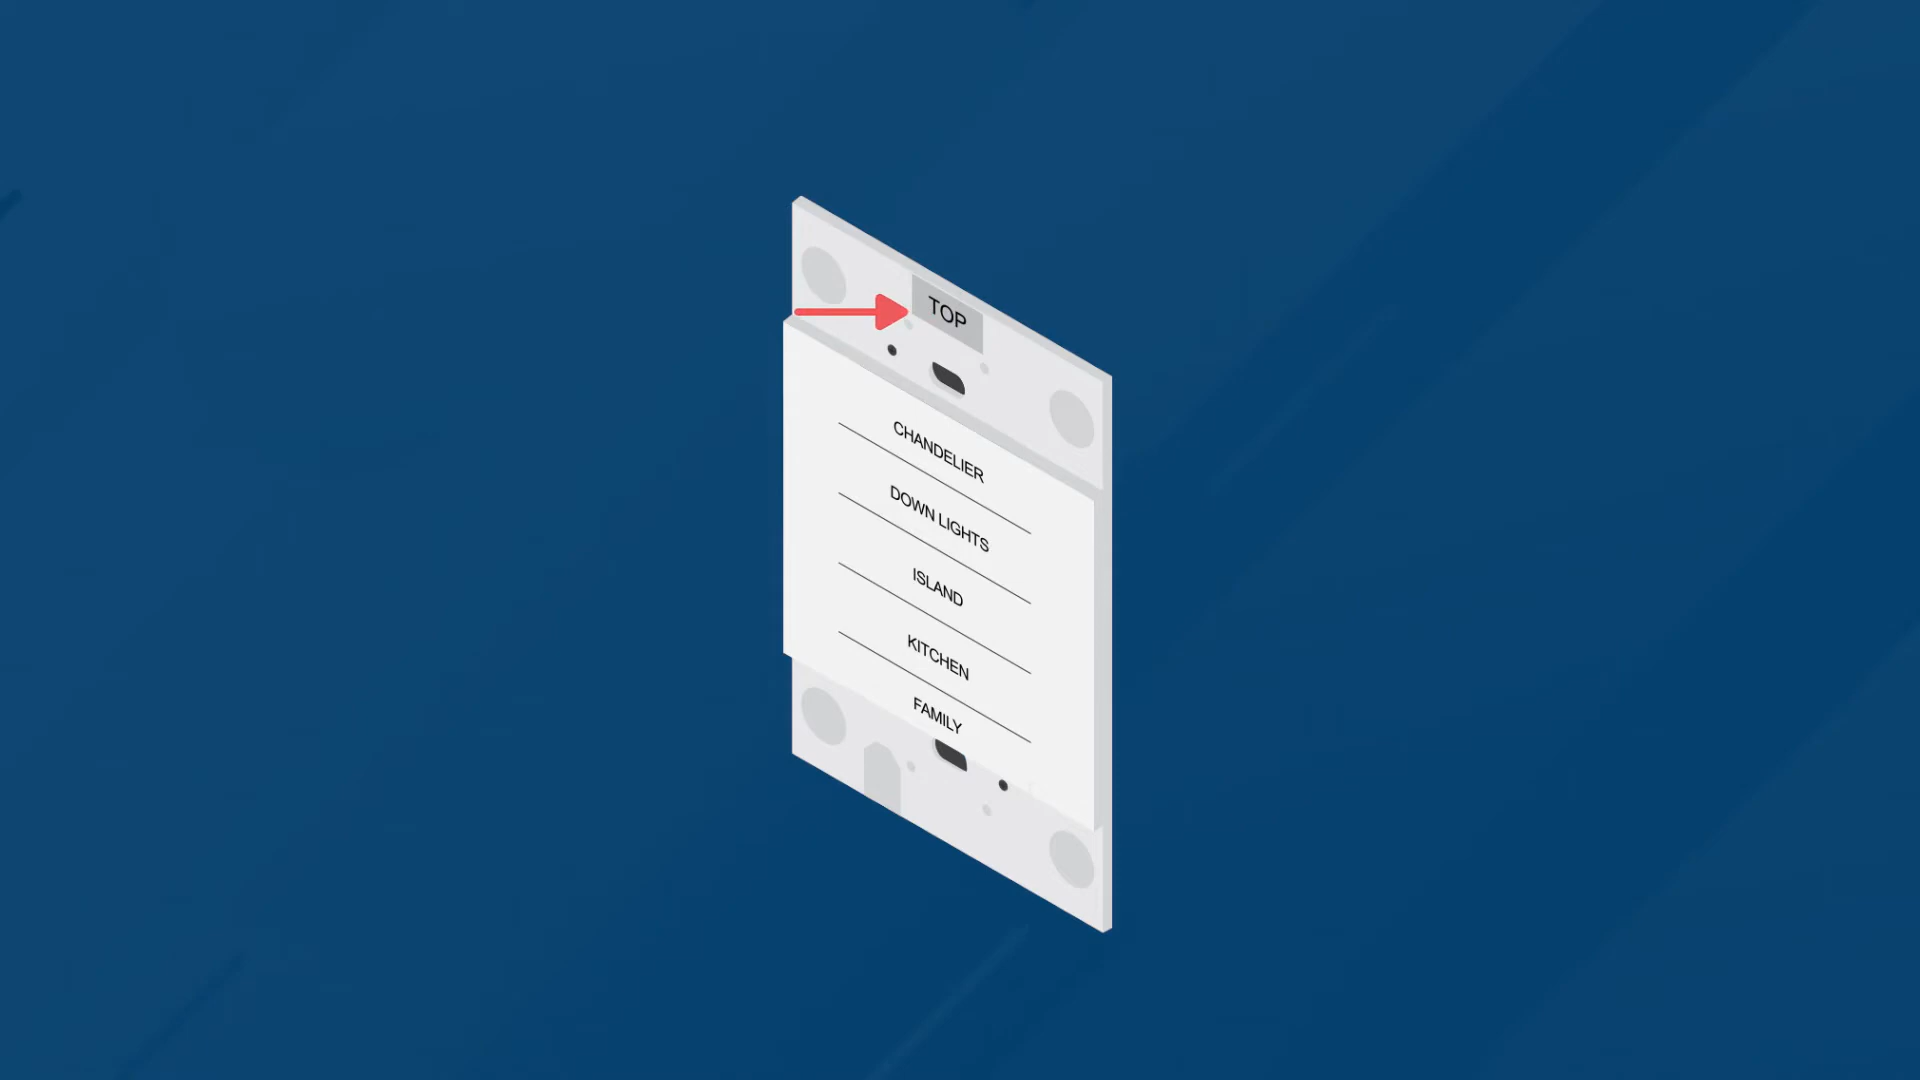 TOP
CHANDELIER
DOWN LIGHTS
ISLAND
KITCHEN
FAMILY